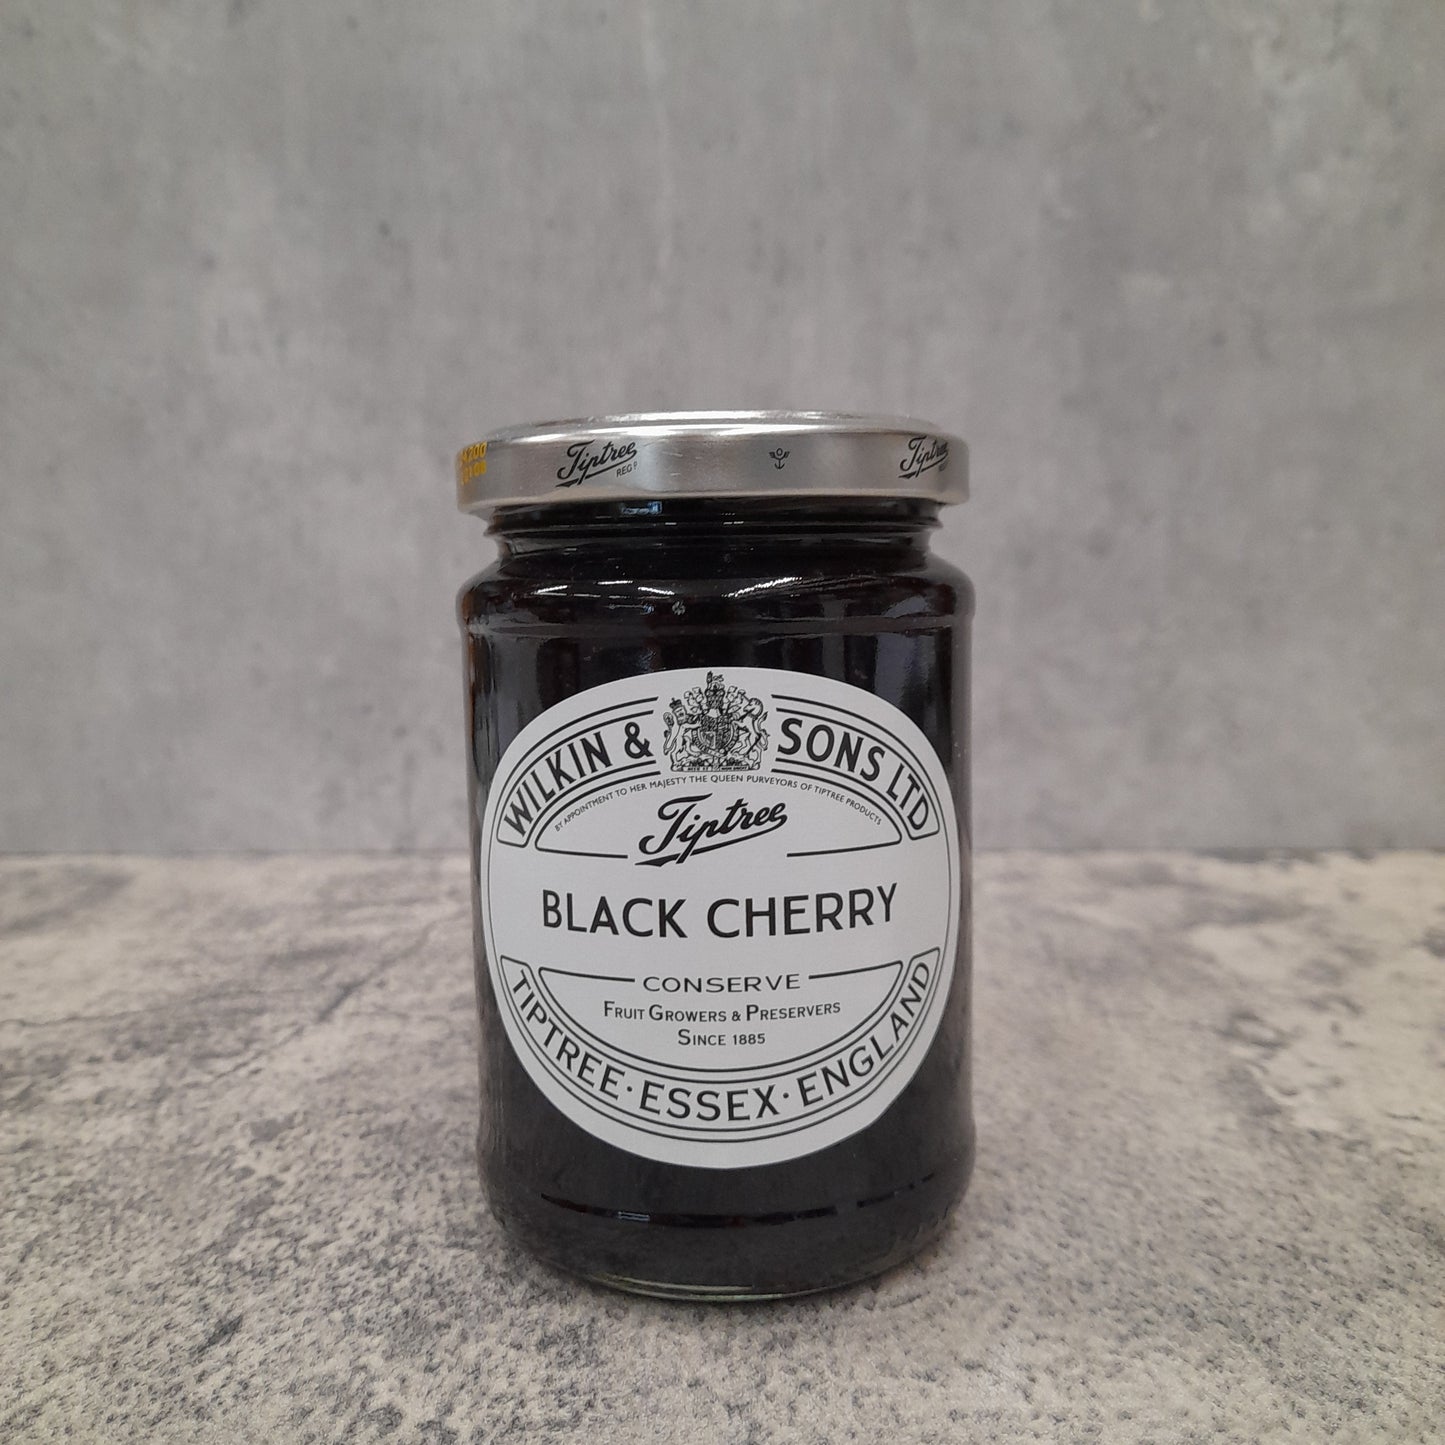 Tiptree
REGD
Tiptree
WILKIN & SONS LTD
BY APPOINTMENT TO HER MAJESTY THE QUEEN PURVEYORS OF TIPTREE PRODUCTS
Tiptree
BLACK CHERRY
CONSERVE
FRUIT GROWERS & PRESERVERS
SINCE 1885
TIPTREE·ESSEX·ENGLAND